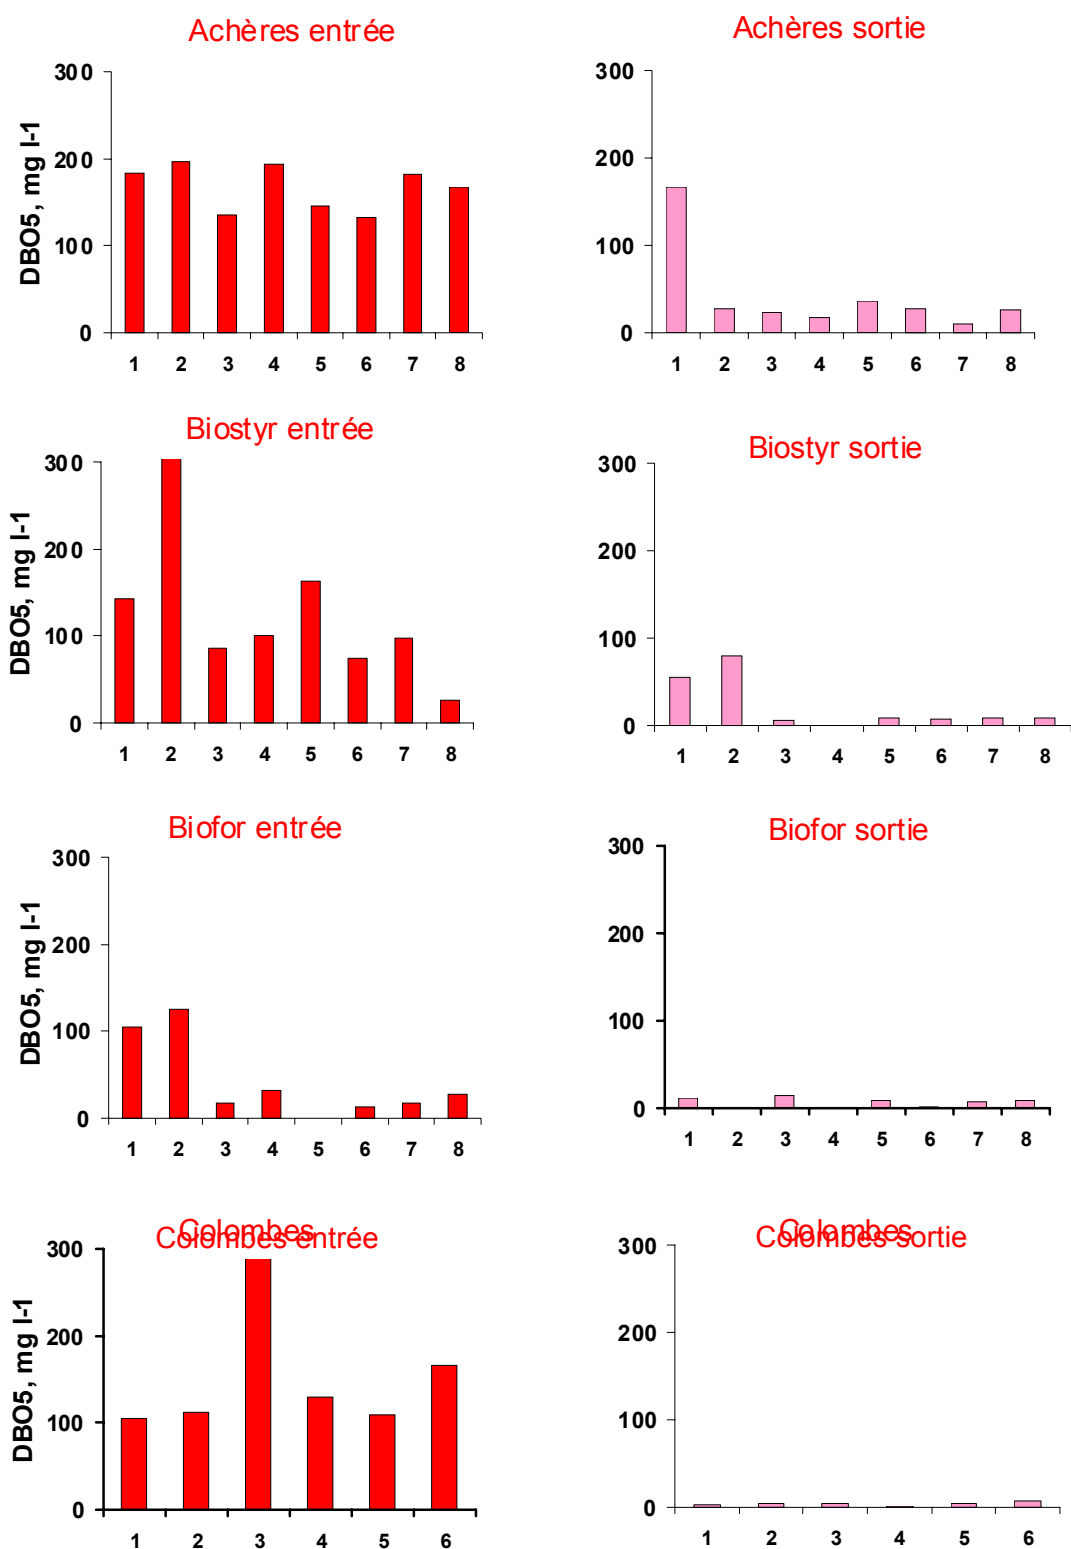 Achères entrée
300
200
100
0
DBO5, mg l-1
1 2 3 4 5 6 7 8
Achères sortie
300
200
100
0
1 2 3 4 5 6 7 8
Biostyr entrée
300
200
100
0
DBO5, mg l-1
1 2 3 4 5 6 7 8
Biostyr sortie
300
200
100
0
1 2 3 4 5 6 7 8
Biofor entrée
300
200
100
0
DBO5, mg l-1
1 2 3 4 5 6 7 8
Biofor sortie
300
200
100
0
1 2 3 4 5 6 7 8
Colombes
Colombes entrée
300
200
100
0
DBO5, mg l-1
1 2 3 4 5 6
Colombes
Colombes sortie
300
200
100
0
1 2 3 4 5 6